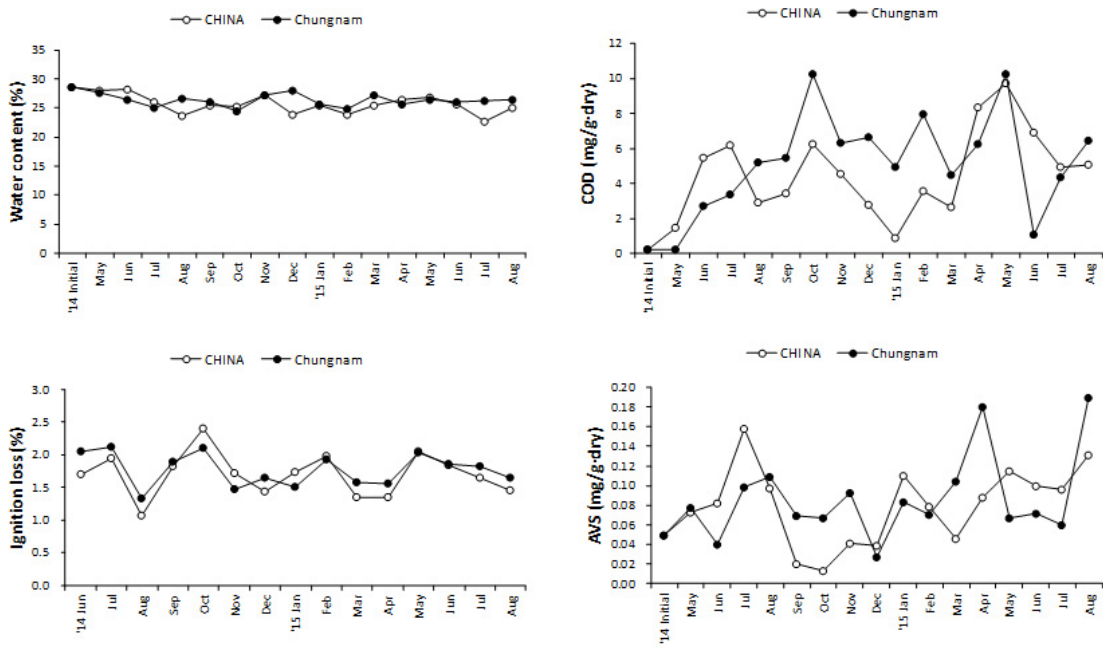 CHINA Chungnam
Water content (%)
35
30
25
20
15
10
5
0
'14 Initial May Jun Jul Aug Sep Oct Nov Dec '15 Jan Feb Mar Apr May Jun Jul Aug
CHINA Chungnam
COD (mg/g·dry)
12
10
8
6
4
2
0
'14 Initial May Jun Jul Aug Sep Oct Nov Dec '15 Jan Feb Mar Apr May Jun Jul Aug
CHINA Chungnam
Ignition loss (%)
3.0
2.5
2.0
1.5
1.0
0.5
0.0
'14 Jun Jul Aug Sep Oct Nov Dec '15 Jan Feb Mar Apr May Jun Jul Aug
CHINA Chungnam
AVS (mg/g·dry)
0.20
0.18
0.16
0.14
0.12
0.10
0.08
0.06
0.04
0.02
0.00
'14 Initial May Jun Jul Aug Sep Oct Nov Dec '15 Jan Feb Mar Apr May Jun Jul Aug